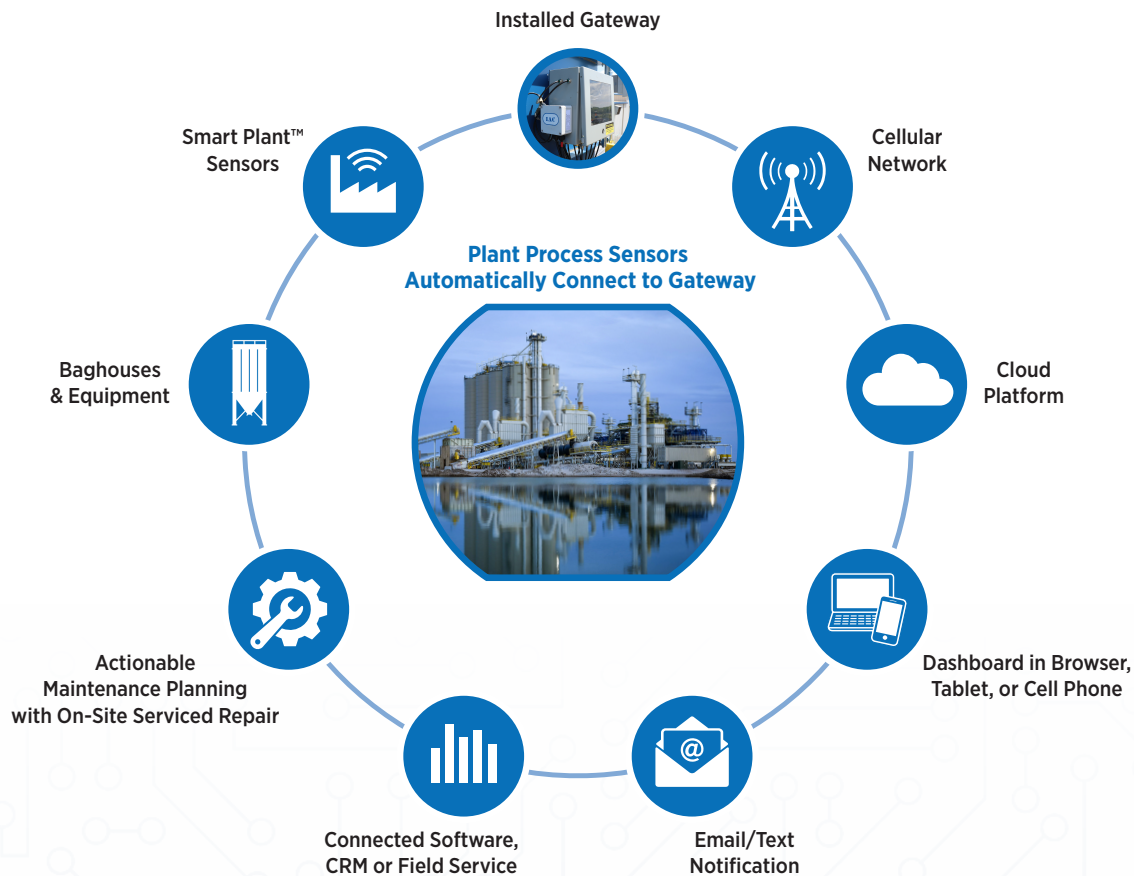 Installed Gateway
Cellular
Network
Cloud
Platform
Dashboard in Browser,
Tablet, or Cell Phone
Email/Text
Notification
Connected Software,
CRM or Field Service
Actionable
Maintenance Planning
with On-Site Serviced Repair
Baghouses
& Equipment
Smart Plant™
Sensors
Plant Process Sensors
Automatically Connect to Gateway
@